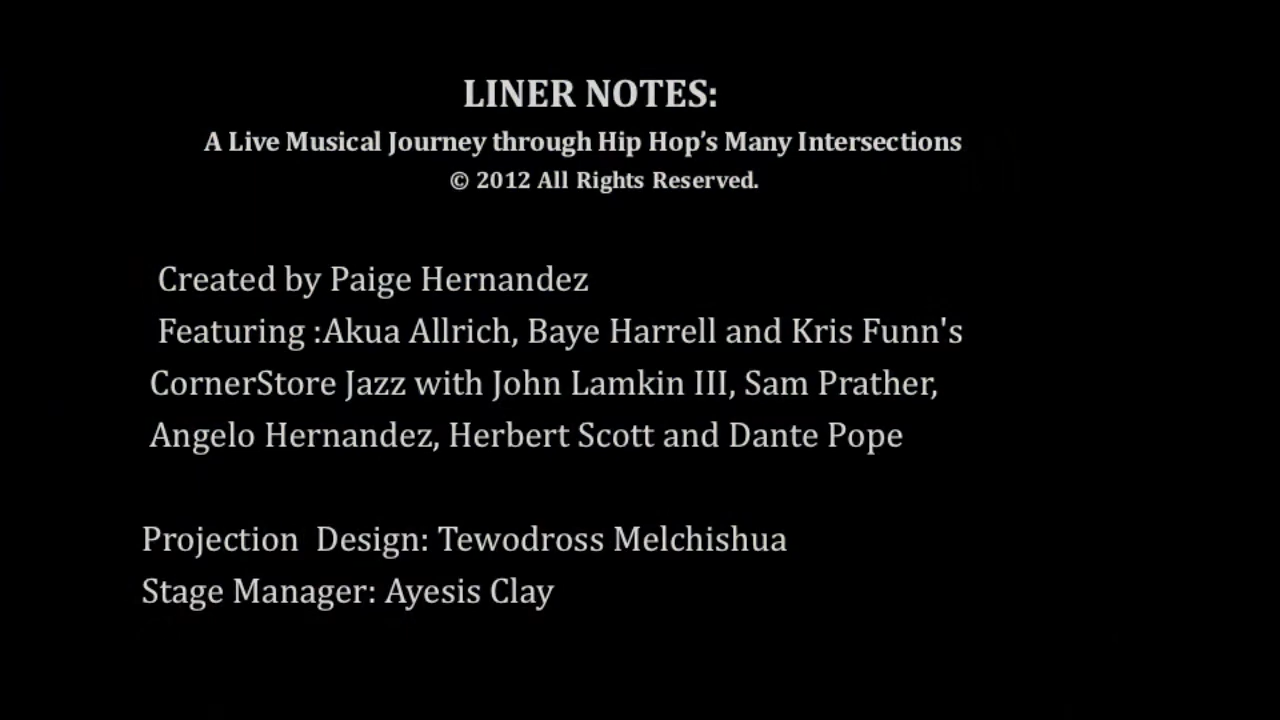 LINER NOTES:
A Live Musical Journey through Hip Hop’s Many Intersections
© 2012 All Rights Reserved.
Created by Paige Hernandez
Featuring :Akua Allrich, Baye Harrell and Kris Funn's
CornerStore Jazz with John Lamkin III, Sam Prather,
Angelo Hernandez, Herbert Scott and Dante Pope
Projection  Design: Tewodross Melchishua
Stage Manager: Ayesis Clay